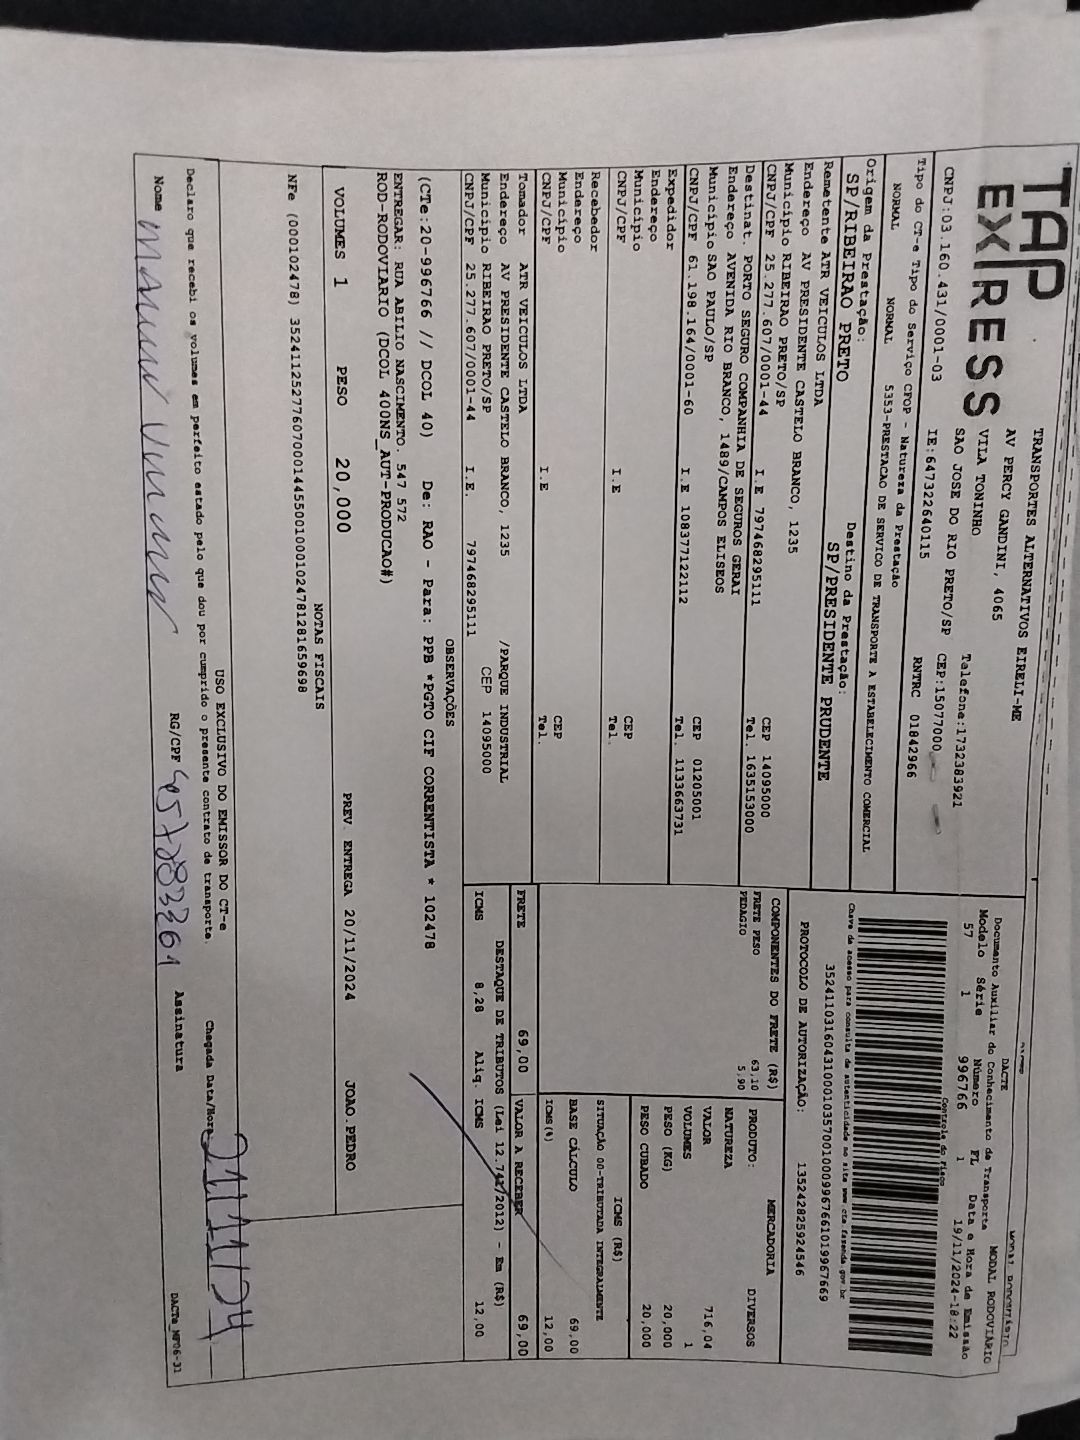 TAP
EXPRESS
TRANSPORTES ALTERNATIVOS EIRELI-ME
AV PERCY GANDINI, 4065
VILA TONINHO
SAO JOSE DO RIO PRETO/SP CEP:15077000
Telefone:1732383921
CNPJ:03.160.431/0001-03 IE:647322640115 RNTRC 01842966
DACTE
Documento Auxiliar do Conhecimento de Transporte MODAL RODOVIÁRIO
Modelo Série Número FL Data e Hora de Emissão
57 1 996766 1 19/11/2024-18:22
Controle do Fisco
Chave de acesso para consulta de autenticidade no site www.cte.fazenda.gov.br
35241103160431000103570010009967661019967669
PROTOCOLO DE AUTORIZAÇÃO: 135242825924546
Tipo do CT-e Tipo do Serviço CFOP - Natureza da Prestação
NORMAL NORMAL 5353-PRESTACAO DE SERVICO DE TRANSPORTE A ESTABELECIMENTO COMERCIAL
Origem da Prestação: Destino da Prestação:
SP/RIBEIRAO PRETO SP/PRESIDENTE PRUDENTE
Remetente ATR VEICULOS LTDA
Endereço AV PRESIDENTE CASTELO BRANCO, 1235
Município RIBEIRAO PRETO/SP CEP 14095000
CNPJ/CPF 25.277.607/0001-44 I.E 797468295111 Tel. 1635153000
Destinat. PORTO SEGURO COMPANHIA DE SEGUROS GERAI
Endereço AVENIDA RIO BRANCO, 1489/CAMPOS ELISEOS
Município SAO PAULO/SP CEP 01205001
CNPJ/CPF 61.198.164/0001-60 I.E 108377122112 Tel. 1133663731
Expedidor
Endereço
Município CEP
CNPJ/CPF I.E Tel.
Recebedor
Endereço
Município CEP
CNPJ/CPF I.E Tel.
Tomador ATR VEICULOS LTDA
Endereço AV PRESIDENTE CASTELO BRANCO, 1235 /PARQUE INDUSTRIAL
Município RIBEIRAO PRETO/SP CEP 14095000
CNPJ/CPF 25.277.607/0001-44 I.E. 797468295111
COMPONENTES DO FRETE (R$)
FRETE PESO 63,10
PEDAGIO 5,90
MERCADORIA
PRODUTO: DIVERSOS
NATUREZA
VALOR 716,04
VOLUMES 1
PESO (KG) 20,000
PESO CUBADO 20,000
ICMS (R$)
SITUAÇÃO 00-TRIBUTADA INTEGRALMENTE
BASE CÁLCULO 69,00
ICMS(%) 12,00
FRETE 69,00 VALOR A RECEBER 69,00
DESTAQUE DE TRIBUTOS (Lei 12.741/2012) - Em (R$)
ICMS 8,28 Aliq. ICMS 12,00
OBSERVAÇÕES
(CTe:20-996766 // DCOL 40) De: RAO - Para: PPB *PGTO CIF CORRENTISTA * 102478
ENTREGAR: RUA ABILIO NASCIMENTO. 547 572
ROD-RODOVIARIO (DCOL 400NS_AUT-PRODUCAO#)
VOLUMES 1 PESO 20,000 PREV. ENTREGA 20/11/2024 JOAO.PEDRO
NOTAS FISCAIS
NFe (000102478) 35241125277607000144550010001024781281659698
USO EXCLUSIVO DO EMISSOR DO CT-e
Declaro que recebi os volumes em perfeito estado pelo que dou por cumprido o presente contrato de transporte. Chegada Data/Hora 21/11/24
Nome RG/CPF Assinatura
DACTe_MF06-31